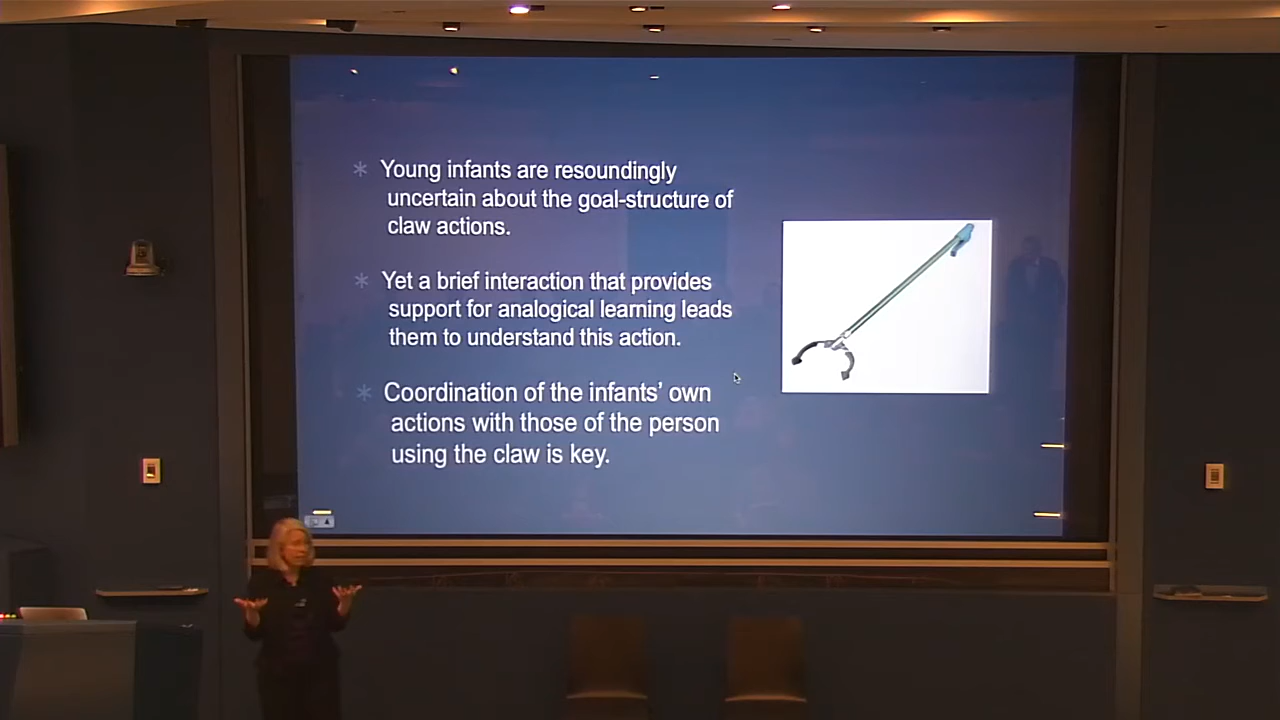 * Young infants are resoundingly
uncertain about the goal-structure of
claw actions.
* Yet a brief interaction that provides
support for analogical learning leads
them to understand this action.
* Coordination of the infants' own
actions with those of the person
using the claw is key.